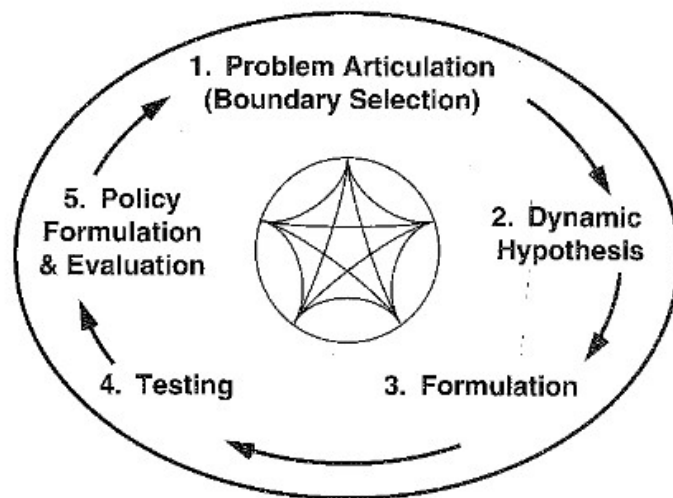 1. Problem Articulation
(Boundary Selection)
2. Dynamic
Hypothesis
3. Formulation
4. Testing
5. Policy
Formulation
& Evaluation